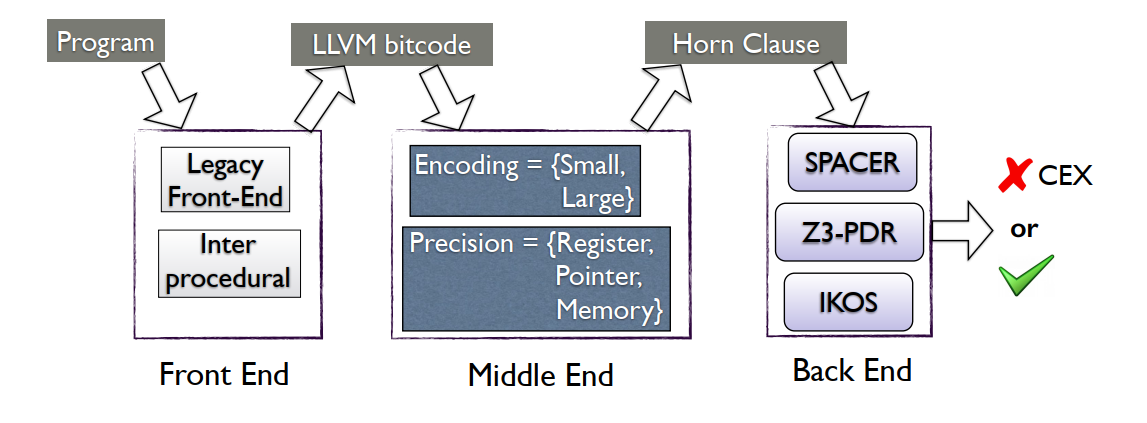 Program
LLVM bitcode
Horn Clause
Legacy
Front-End
Inter
procedural
Encoding = {Small,
Large}
Precision = {Register,
Pointer,
Memory}
SPACER
Z3-PDR
IKOS
CEX
or
Front End
Middle End
Back End